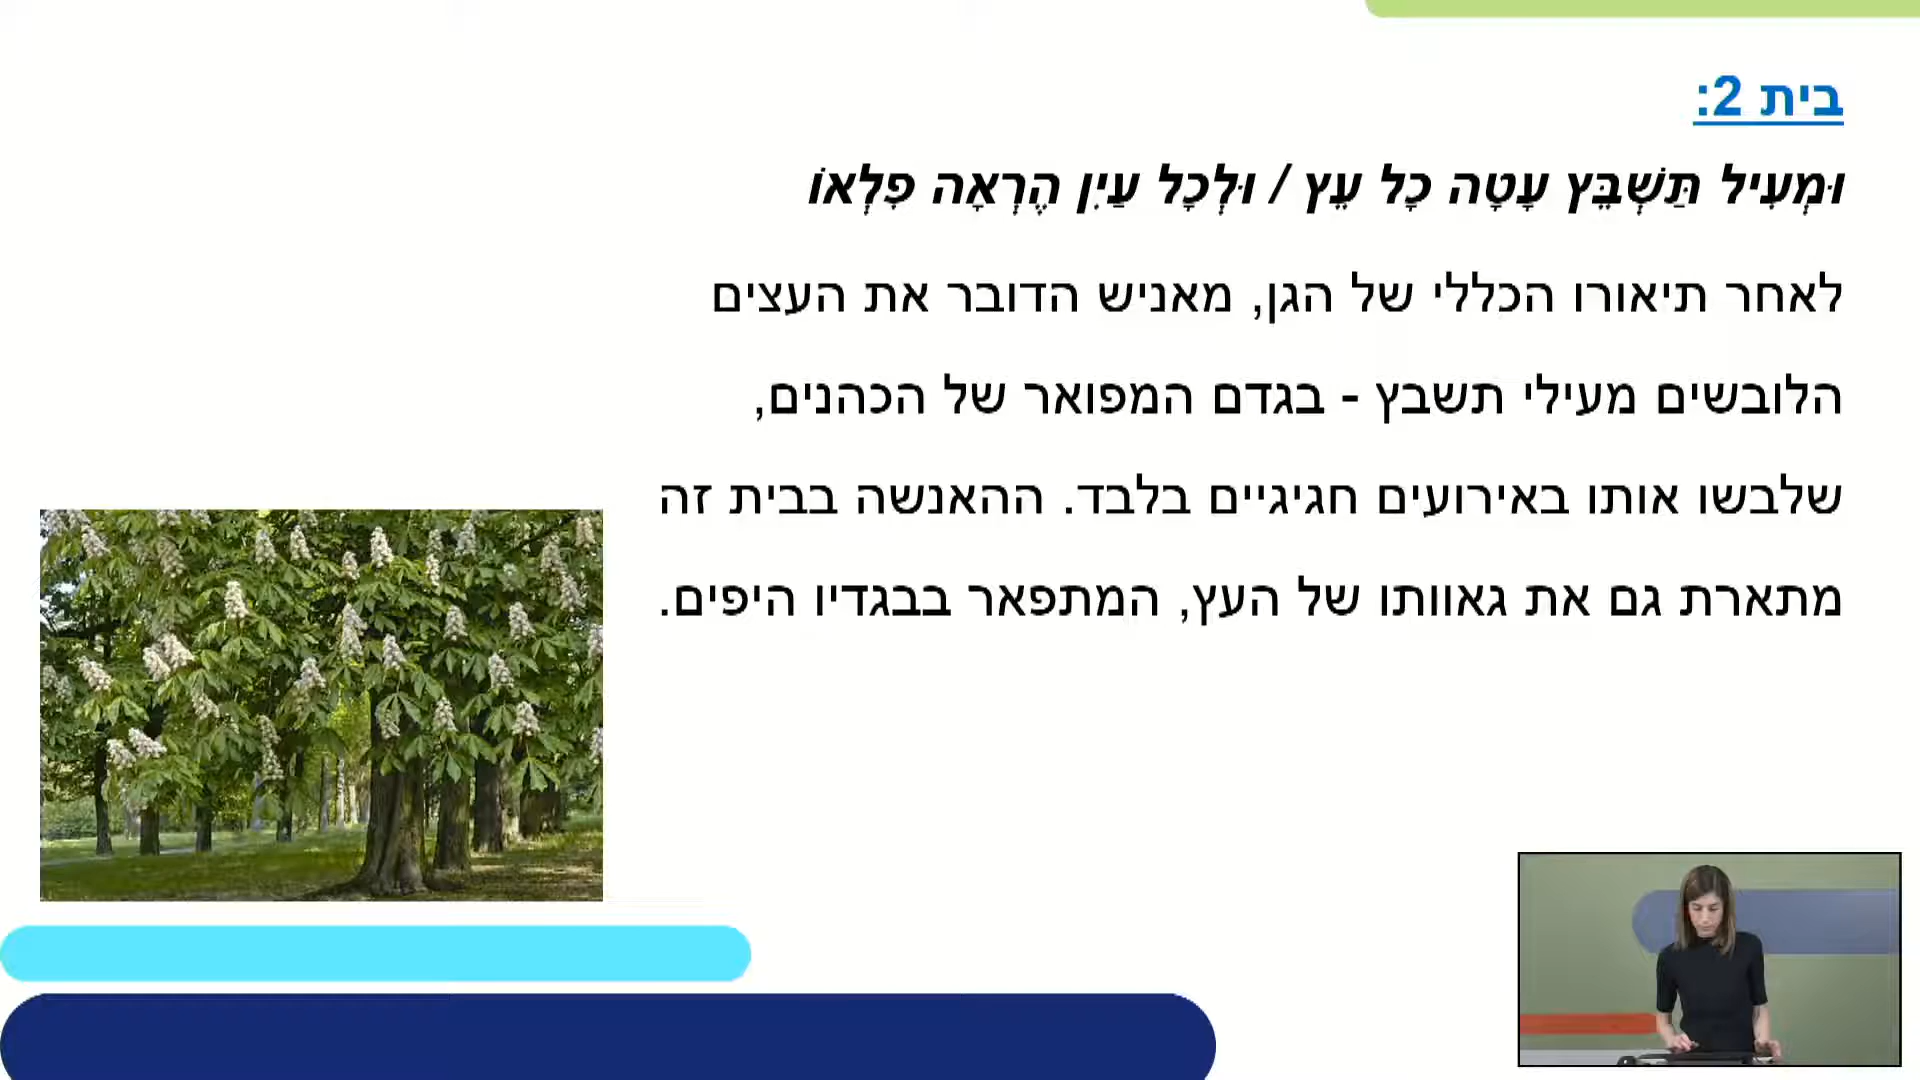 בית 2:
וּמְעִיל תַּשְׁבֵּץ עָטָה כָל עֵץ / וּלְכָל עַיִן הֶרְאָה פִלְאוֹ
לאחר תיאורו הכללי של הגן, מאניש הדובר את העצים
הלובשים מעילי תשבץ - בגדם המפואר של הכהנים,
שלבשו אותו באירועים חגיגיים בלבד. ההאנשה בבית זה
מתארת גם את גאוותו של העץ, המתפאר בבגדיו היפים.